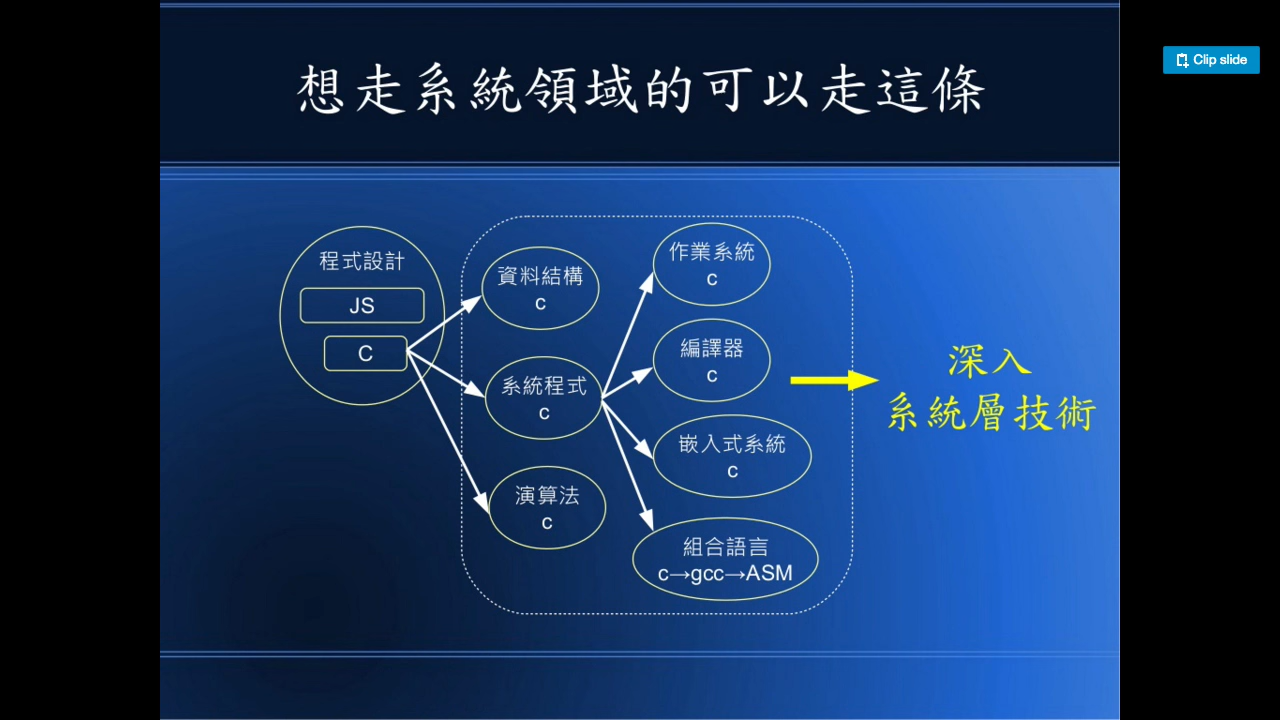 想走系統領域的可以走這條
Clip slide
程式設計
JS
C
資料結構
c
系統程式
c
演算法
c
作業系統
c
編譯器
c
嵌入式系統
c
組合語言
c→gcc→ASM
深入
系統層技術